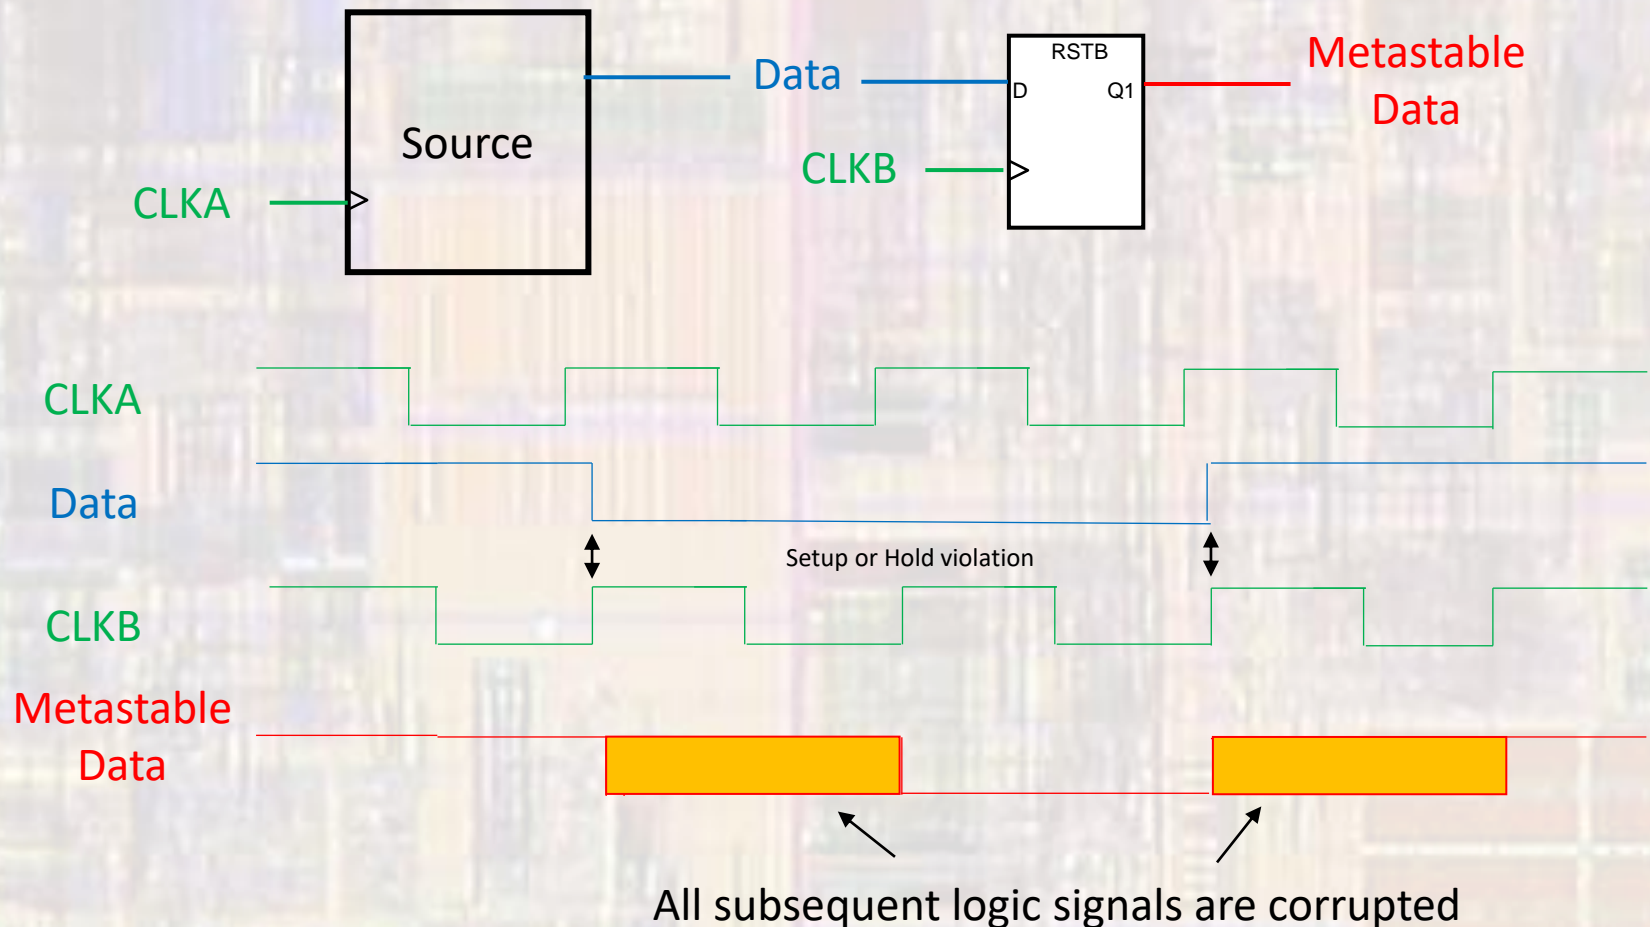 Source
CLKA
Data
CLKB
RSTB
D
Q1
Metastable
Data
CLKA
Data
Setup or Hold violation
CLKB
Metastable
Data
All subsequent logic signals are corrupted